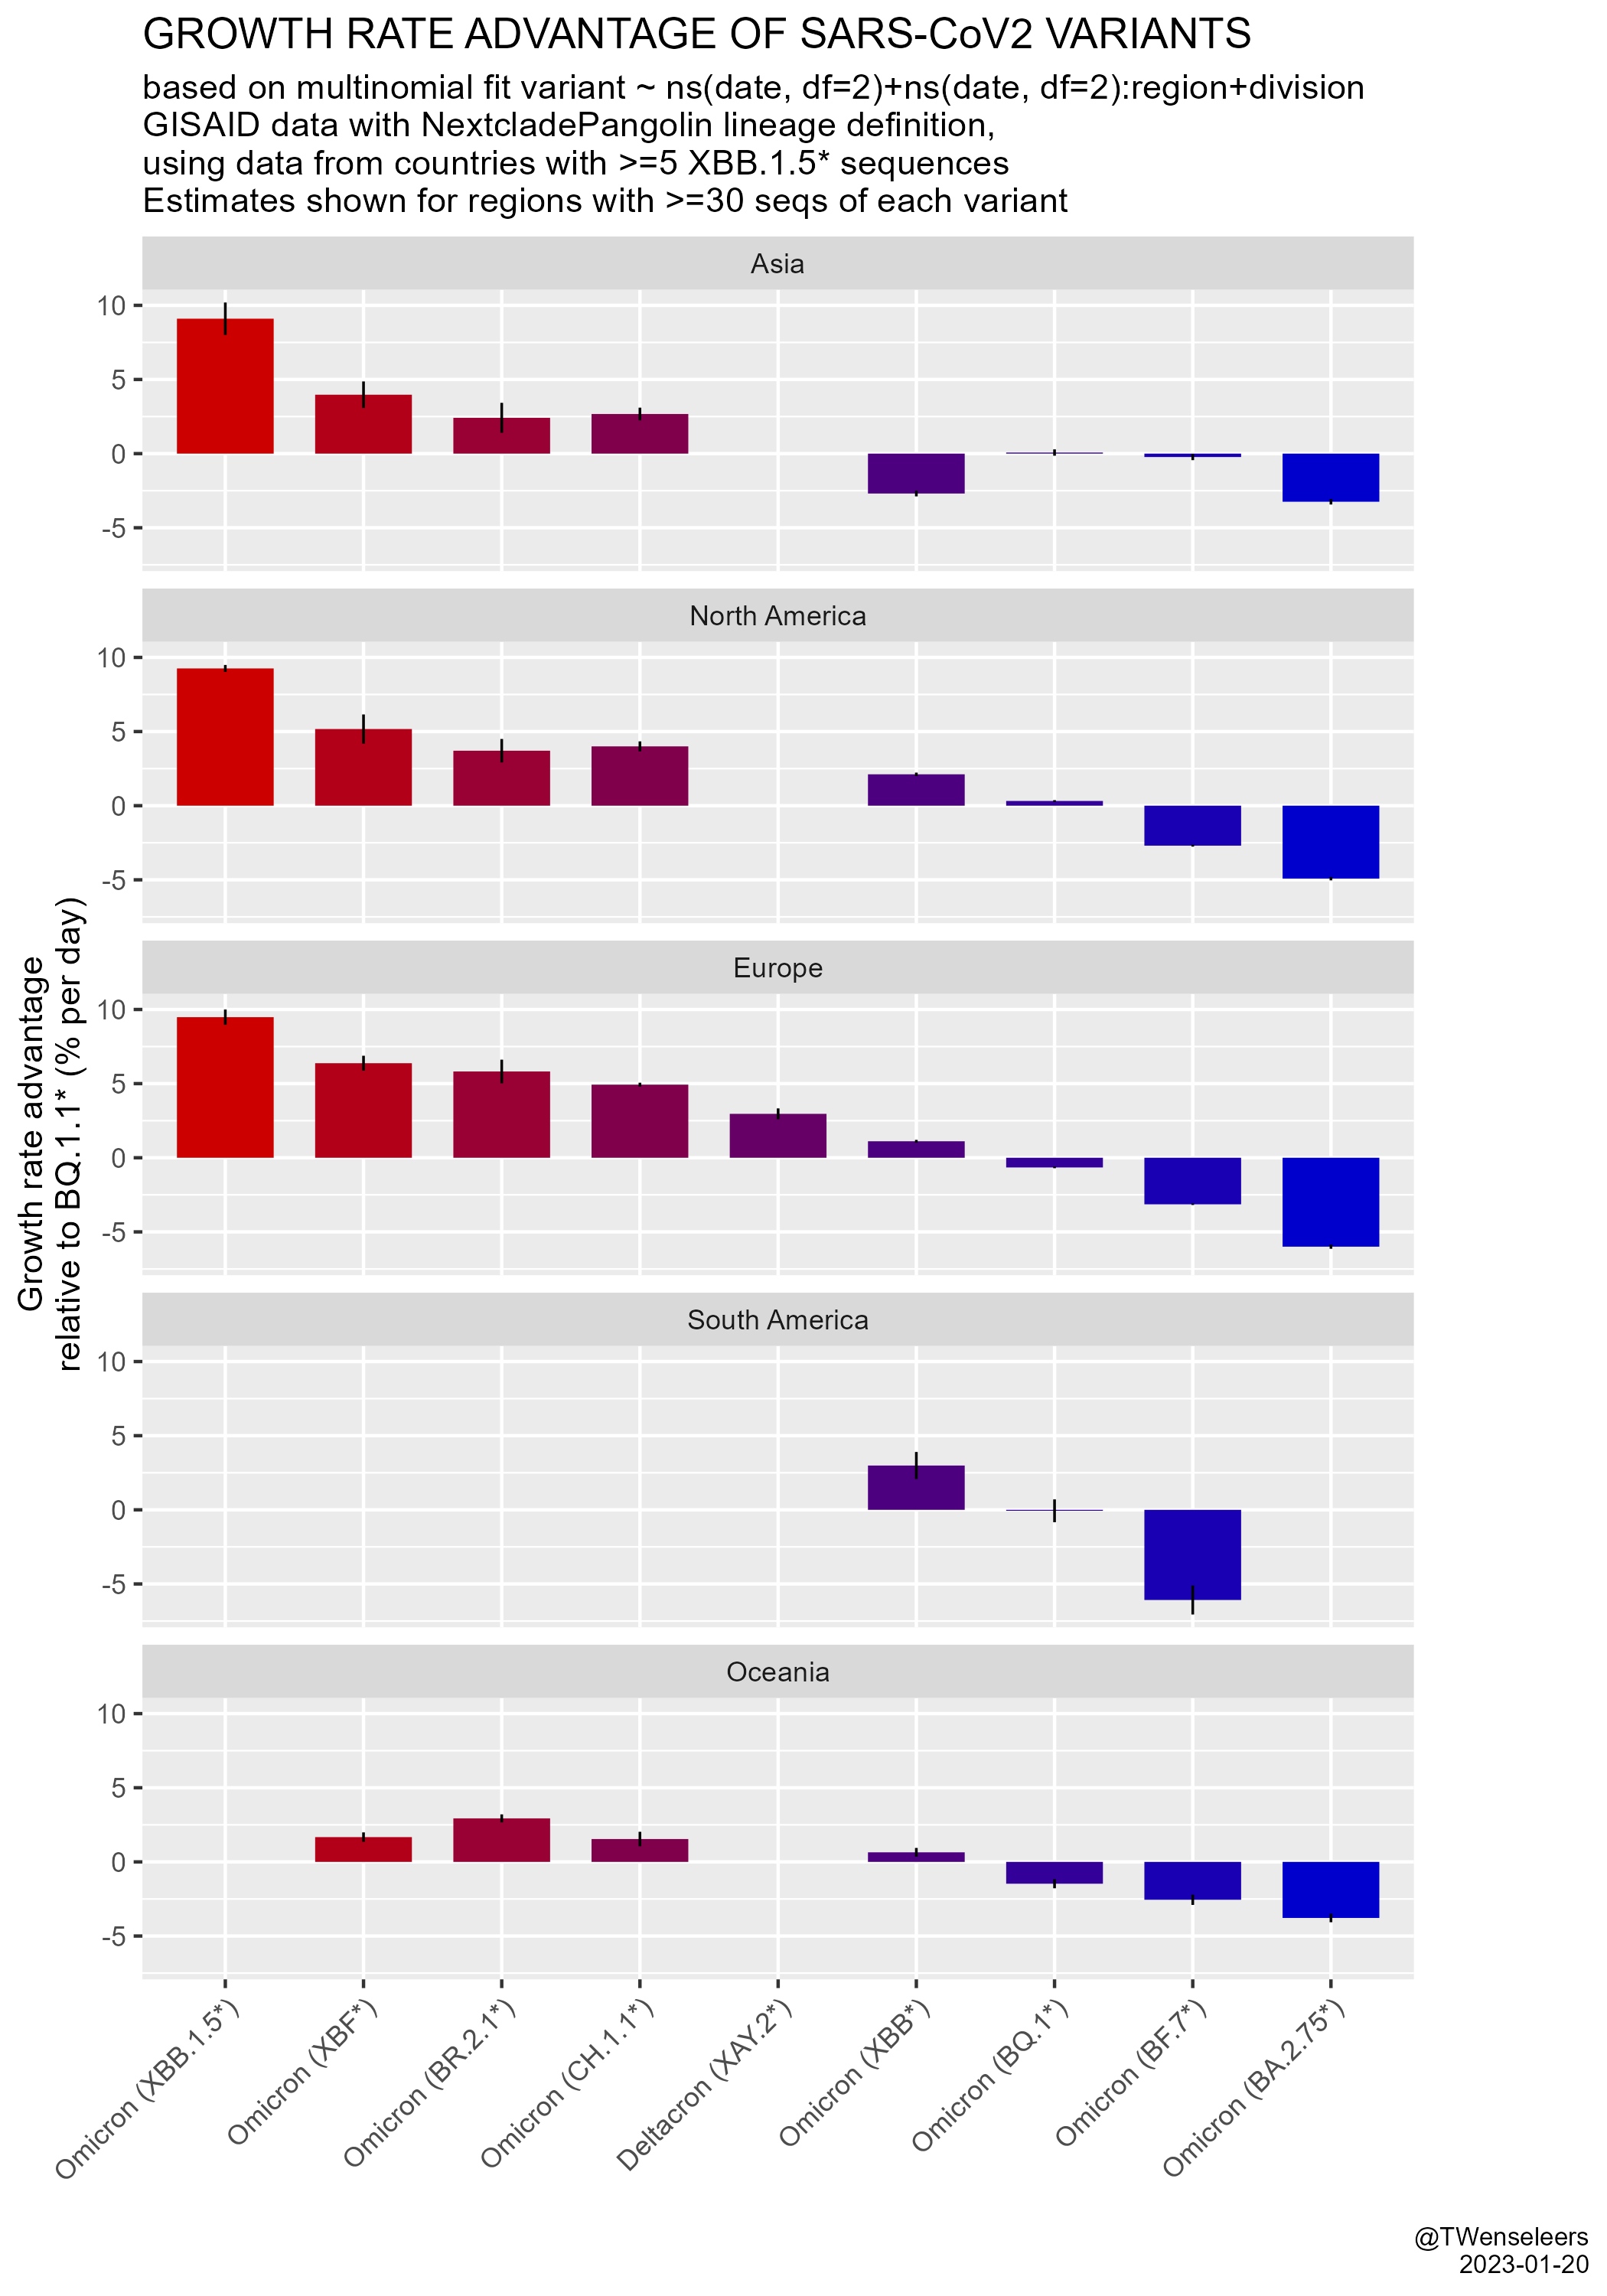 GROWTH RATE ADVANTAGE OF SARS-CoV2 VARIANTS
based on multinomial fit variant ~ ns(date, df=2)+ns(date, df=2):region+division
GISAID data with NextcladePangolin lineage definition,
using data from countries with >=5 XBB.1.5* sequences
Estimates shown for regions with >=30 seqs of each variant
Growth rate advantage
relative to BQ.1.1* (% per day)
Asia
10
5
0
-5
North America
10
5
0
-5
Europe
10
5
0
-5
South America
10
5
0
-5
Oceania
10
5
0
-5
Omicron (XBB.1.5*)
Omicron (XBF*)
Omicron (BR.2.1*)
Omicron (CH.1.1*)
Deltacron (XAY.2*)
Omicron (XBB*)
Omicron (BQ.1*)
Omicron (BF.7*)
Omicron (BA.2.75*)
@TWenseleers
2023-01-20